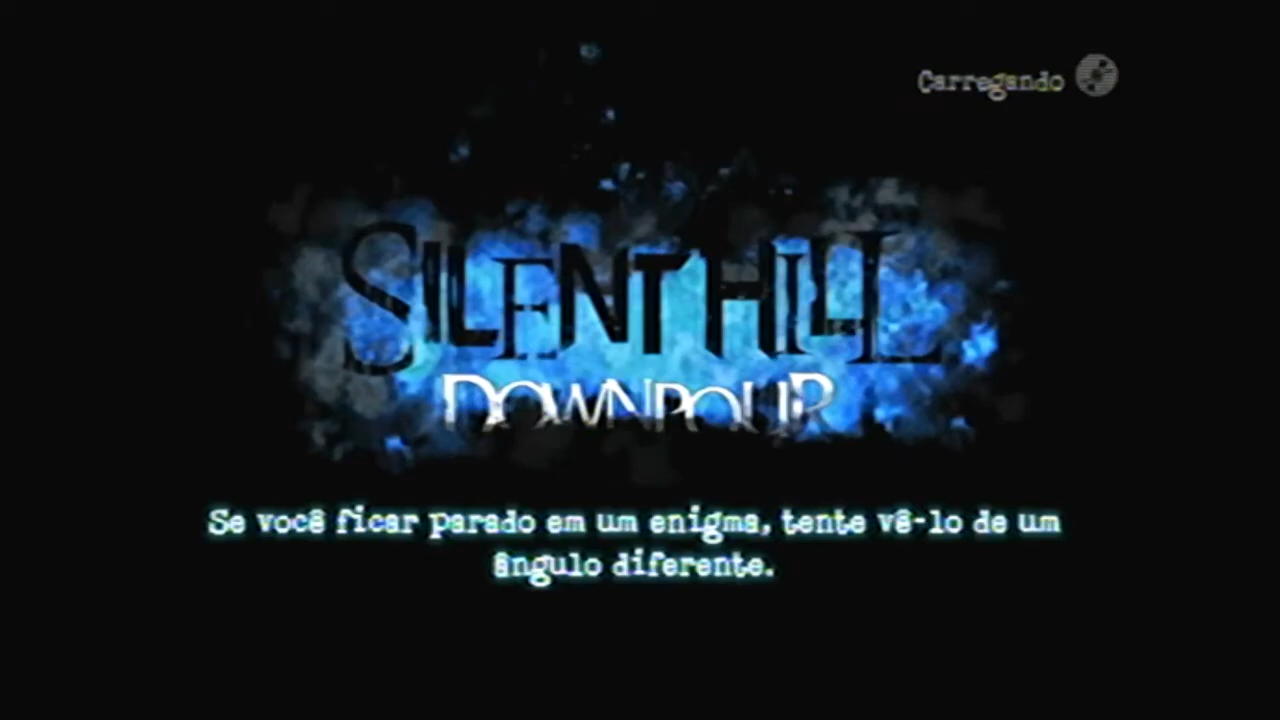 Carregando
SILENT HILL
DOWNPOUR
Se você ficar parado em um enigma, tente vê-lo de um
ângulo diferente.